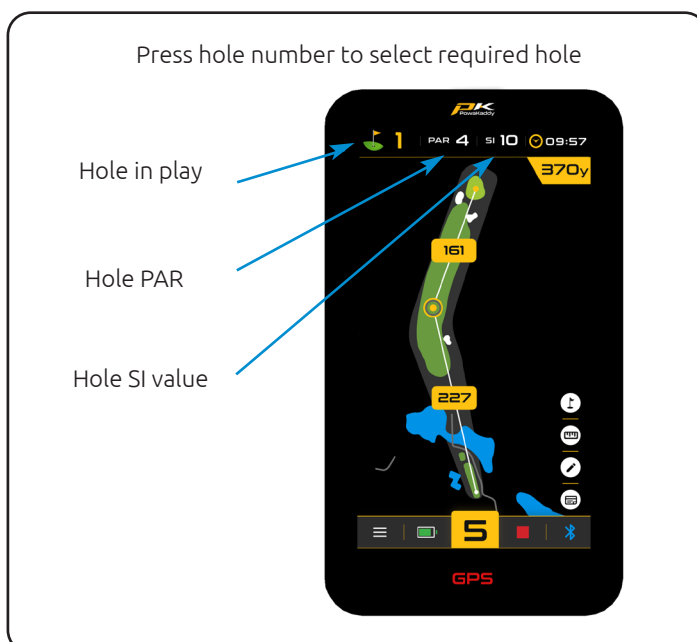 Press hole number to select required hole
PK
PowaKaddy
1 PAR 4 SI 10 09:57
370y
Hole in play
161
Hole PAR
Hole SI value
227
5
GPS